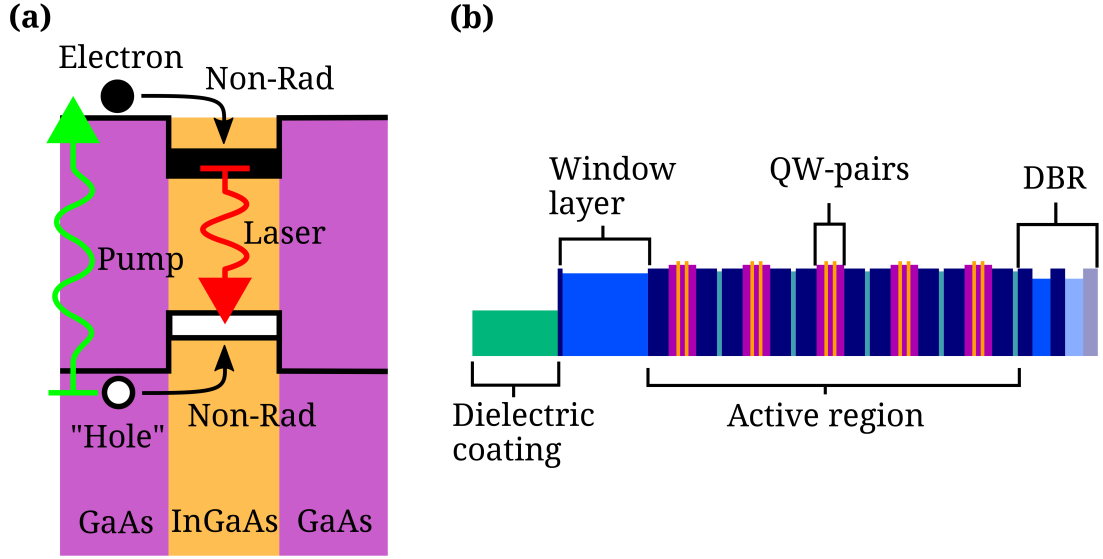 (a)
Electron
Non-Rad
Laser
Pump
Non-Rad
"Hole"
GaAs
InGaAs
GaAs
(b)
Window
layer
QW-pairs
DBR
Dielectric
coating
Active region